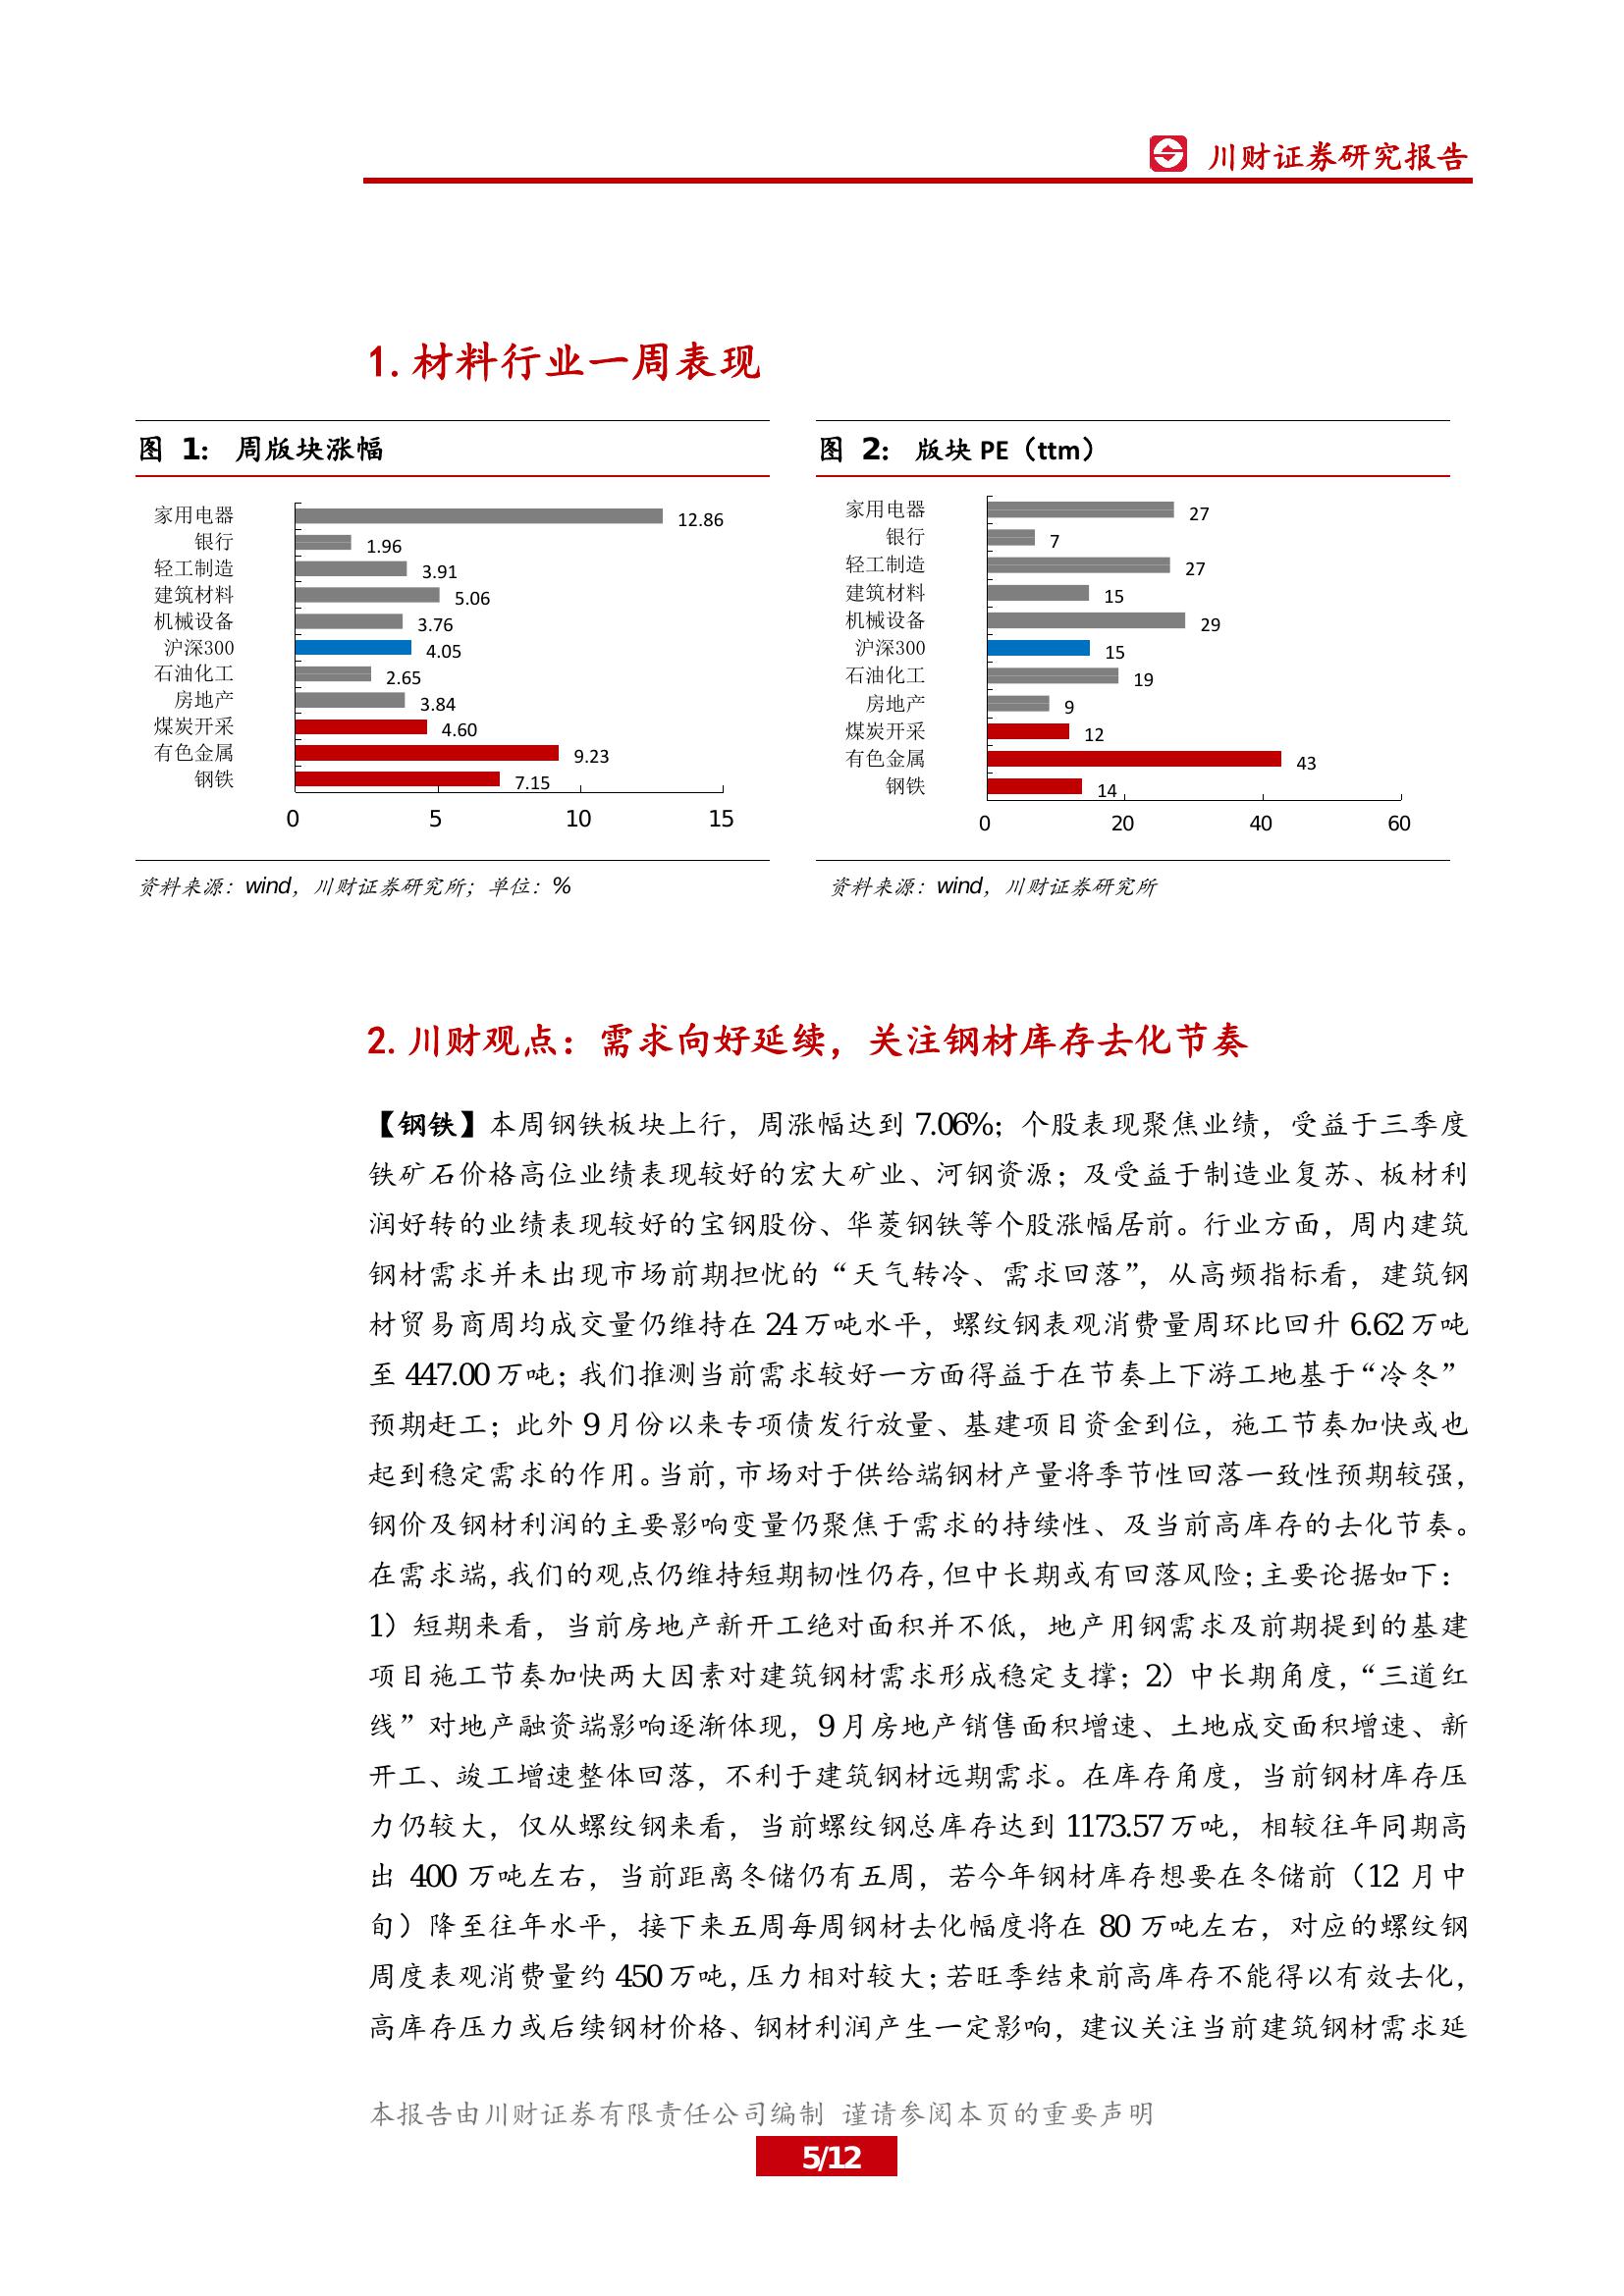 川财证券研究报告
1. 材料行业一周表现
图 1： 周版块涨幅
家用电器 12.86
银行 1.96
轻工制造 3.91
建筑材料 5.06
机械设备 3.76
沪深300 4.05
石油化工 2.65
房地产 3.84
煤炭开采 4.60
有色金属 9.23
钢铁 7.15
0 5 10 15
资料来源：wind，川财证券研究所；单位：%
图 2： 版块 PE（ttm）
家用电器 27
银行 7
轻工制造 27
建筑材料 15
机械设备 29
沪深300 15
石油化工 19
房地产 9
煤炭开采 12
有色金属 43
钢铁 14
0 20 40 60
资料来源：wind，川财证券研究所
2. 川财观点：需求向好延续，关注钢材库存去化节奏
【钢铁】本周钢铁板块上行，周涨幅达到 7.06%；个股表现聚焦业绩，受益于三季度
铁矿石价格高位业绩表现较好的宏大矿业、河钢资源；及受益于制造业复苏、板材利
润好转的业绩表现较好的宝钢股份、华菱钢铁等个股涨幅居前。行业方面，周内建筑
钢材需求并未出现市场前期担忧的“天气转冷、需求回落”，从高频指标看，建筑钢
材贸易商周均成交量仍维持在 24 万吨水平，螺纹钢表观消费量周环比回升 6.62 万吨
至 447.00 万吨；我们推测当前需求较好一方面得益于在节奏上下游工地基于“冷冬”
预期赶工；此外 9 月份以来专项债发行放量、基建项目资金到位，施工节奏加快或也
起到稳定需求的作用。当前，市场对于供给端钢材产量将季节性回落一致性预期较强，
钢价及钢材利润的主要影响变量仍聚焦于需求的持续性、及当前高库存的去化节奏。
在需求端，我们的观点仍维持短期韧性仍存，但中长期或有回落风险；主要论据如下：
1）短期来看，当前房地产新开工绝对面积并不低，地产用钢需求及前期提到的基建
项目施工节奏加快两大因素对建筑钢材需求形成稳定支撑；2）中长期角度，“三道红
线”对地产融资端影响逐渐体现，9 月房地产销售面积增速、土地成交面积增速、新
开工、竣工增速整体回落，不利于建筑钢材远期需求。在库存角度，当前钢材库存压
力仍较大，仅从螺纹钢来看，当前螺纹钢总库存达到 1173.57 万吨，相较往年同期高
出 400 万吨左右，当前距离冬储仍有五周，若今年钢材库存想要在冬储前（12 月中
旬）降至往年水平，接下来五周每周钢材去化幅度将在 80 万吨左右，对应的螺纹钢
周度表观消费量约 450 万吨，压力相对较大；若旺季结束前高库存不能得以有效去化，
高库存压力或后续钢材价格、钢材利润产生一定影响，建议关注当前建筑钢材需求延
本报告由川财证券有限责任公司编制 谨请参阅本页的重要声明
5/12